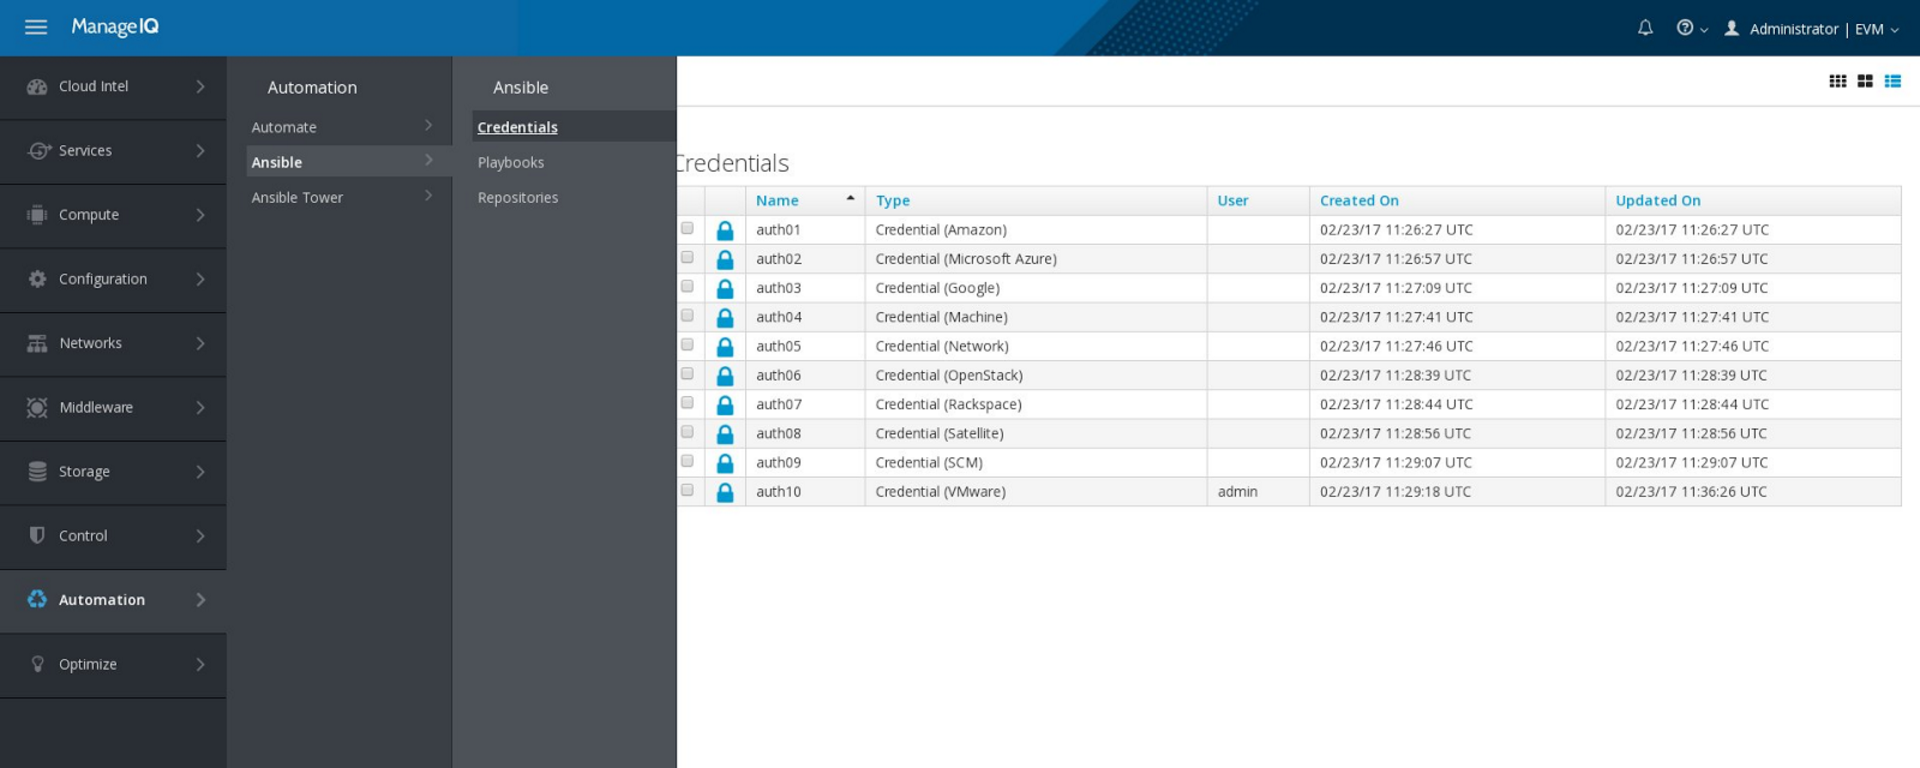 ManageIQ
Administrator | EVM
Cloud Intel
Services
Compute
Configuration
Networks
Middleware
Storage
Control
Automation
Optimize
Automation
Automate
Ansible
Ansible Tower
Ansible
Credentials
Playbooks
Repositories
Credentials
Name Type User Created On Updated On
auth01 Credential (Amazon) 02/23/17 11:26:27 UTC 02/23/17 11:26:27 UTC
auth02 Credential (Microsoft Azure) 02/23/17 11:26:57 UTC 02/23/17 11:26:57 UTC
auth03 Credential (Google) 02/23/17 11:27:09 UTC 02/23/17 11:27:09 UTC
auth04 Credential (Machine) 02/23/17 11:27:41 UTC 02/23/17 11:27:41 UTC
auth05 Credential (Network) 02/23/17 11:27:46 UTC 02/23/17 11:27:46 UTC
auth06 Credential (OpenStack) 02/23/17 11:28:39 UTC 02/23/17 11:28:39 UTC
auth07 Credential (Rackspace) 02/23/17 11:28:44 UTC 02/23/17 11:28:44 UTC
auth08 Credential (Satellite) 02/23/17 11:28:56 UTC 02/23/17 11:28:56 UTC
auth09 Credential (SCM) 02/23/17 11:29:07 UTC 02/23/17 11:29:07 UTC
auth10 Credential (VMware) admin 02/23/17 11:29:18 UTC 02/23/17 11:36:26 UTC